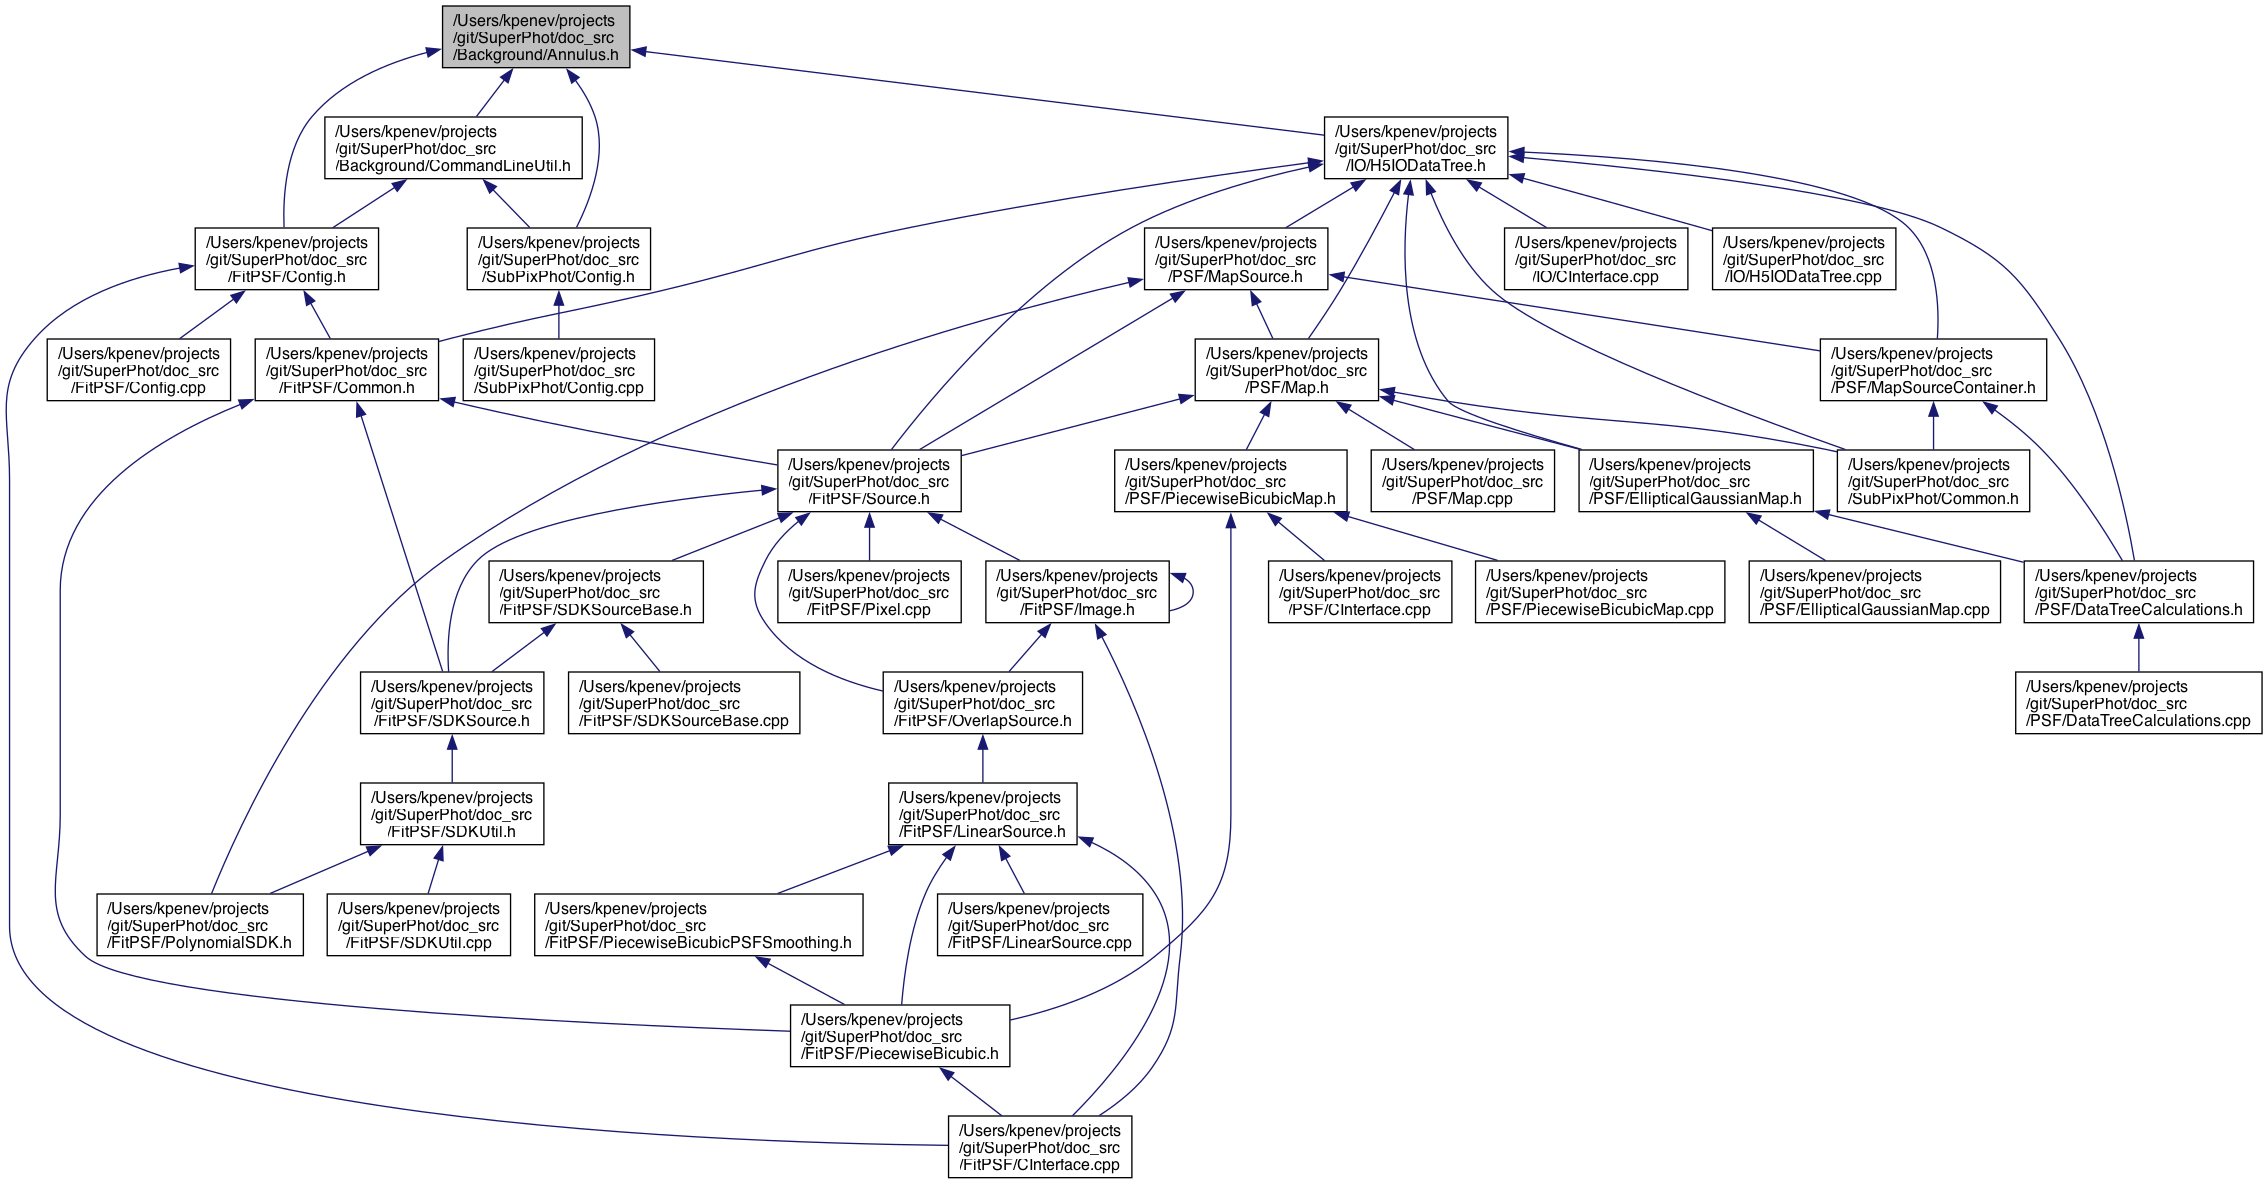 /Users/kpenev/projects
/git/SuperPhot/doc_src
/Background/Annulus.h
/Users/kpenev/projects
/git/SuperPhot/doc_src
/Background/CommandLineUtil.h
/Users/kpenev/projects
/git/SuperPhot/doc_src
/IO/H5IODataTree.h
/Users/kpenev/projects
/git/SuperPhot/doc_src
/FitPSF/Config.h
/Users/kpenev/projects
/git/SuperPhot/doc_src
/SubPixPhot/Config.h
/Users/kpenev/projects
/git/SuperPhot/doc_src
/PSF/MapSource.h
/Users/kpenev/projects
/git/SuperPhot/doc_src
/IO/CInterface.cpp
/Users/kpenev/projects
/git/SuperPhot/doc_src
/IO/H5IODataTree.cpp
/Users/kpenev/projects
/git/SuperPhot/doc_src
/FitPSF/Config.cpp
/Users/kpenev/projects
/git/SuperPhot/doc_src
/FitPSF/Common.h
/Users/kpenev/projects
/git/SuperPhot/doc_src
/SubPixPhot/Config.cpp
/Users/kpenev/projects
/git/SuperPhot/doc_src
/PSF/Map.h
/Users/kpenev/projects
/git/SuperPhot/doc_src
/PSF/MapSourceContainer.h
/Users/kpenev/projects
/git/SuperPhot/doc_src
/FitPSF/Source.h
/Users/kpenev/projects
/git/SuperPhot/doc_src
/PSF/PiecewiseBicubicMap.h
/Users/kpenev/projects
/git/SuperPhot/doc_src
/PSF/Map.cpp
/Users/kpenev/projects
/git/SuperPhot/doc_src
/PSF/EllipticalGaussianMap.h
/Users/kpenev/projects
/git/SuperPhot/doc_src
/SubPixPhot/Common.h
/Users/kpenev/projects
/git/SuperPhot/doc_src
/FitPSF/SDKSourceBase.h
/Users/kpenev/projects
/git/SuperPhot/doc_src
/FitPSF/Pixel.cpp
/Users/kpenev/projects
/git/SuperPhot/doc_src
/FitPSF/Image.h
/Users/kpenev/projects
/git/SuperPhot/doc_src
/PSF/CInterface.cpp
/Users/kpenev/projects
/git/SuperPhot/doc_src
/PSF/PiecewiseBicubicMap.cpp
/Users/kpenev/projects
/git/SuperPhot/doc_src
/PSF/EllipticalGaussianMap.cpp
/Users/kpenev/projects
/git/SuperPhot/doc_src
/PSF/DataTreeCalculations.h
/Users/kpenev/projects
/git/SuperPhot/doc_src
/FitPSF/SDKSource.h
/Users/kpenev/projects
/git/SuperPhot/doc_src
/FitPSF/SDKSourceBase.cpp
/Users/kpenev/projects
/git/SuperPhot/doc_src
/FitPSF/OverlapSource.h
/Users/kpenev/projects
/git/SuperPhot/doc_src
/PSF/DataTreeCalculations.cpp
/Users/kpenev/projects
/git/SuperPhot/doc_src
/FitPSF/SDKUtil.h
/Users/kpenev/projects
/git/SuperPhot/doc_src
/FitPSF/LinearSource.h
/Users/kpenev/projects
/git/SuperPhot/doc_src
/FitPSF/PolynomialSDK.h
/Users/kpenev/projects
/git/SuperPhot/doc_src
/FitPSF/SDKUtil.cpp
/Users/kpenev/projects
/git/SuperPhot/doc_src
/FitPSF/PiecewiseBicubicPSFSmoothing.h
/Users/kpenev/projects
/git/SuperPhot/doc_src
/FitPSF/LinearSource.cpp
/Users/kpenev/projects
/git/SuperPhot/doc_src
/FitPSF/PiecewiseBicubic.h
/Users/kpenev/projects
/git/SuperPhot/doc_src
/FitPSF/CInterface.cpp